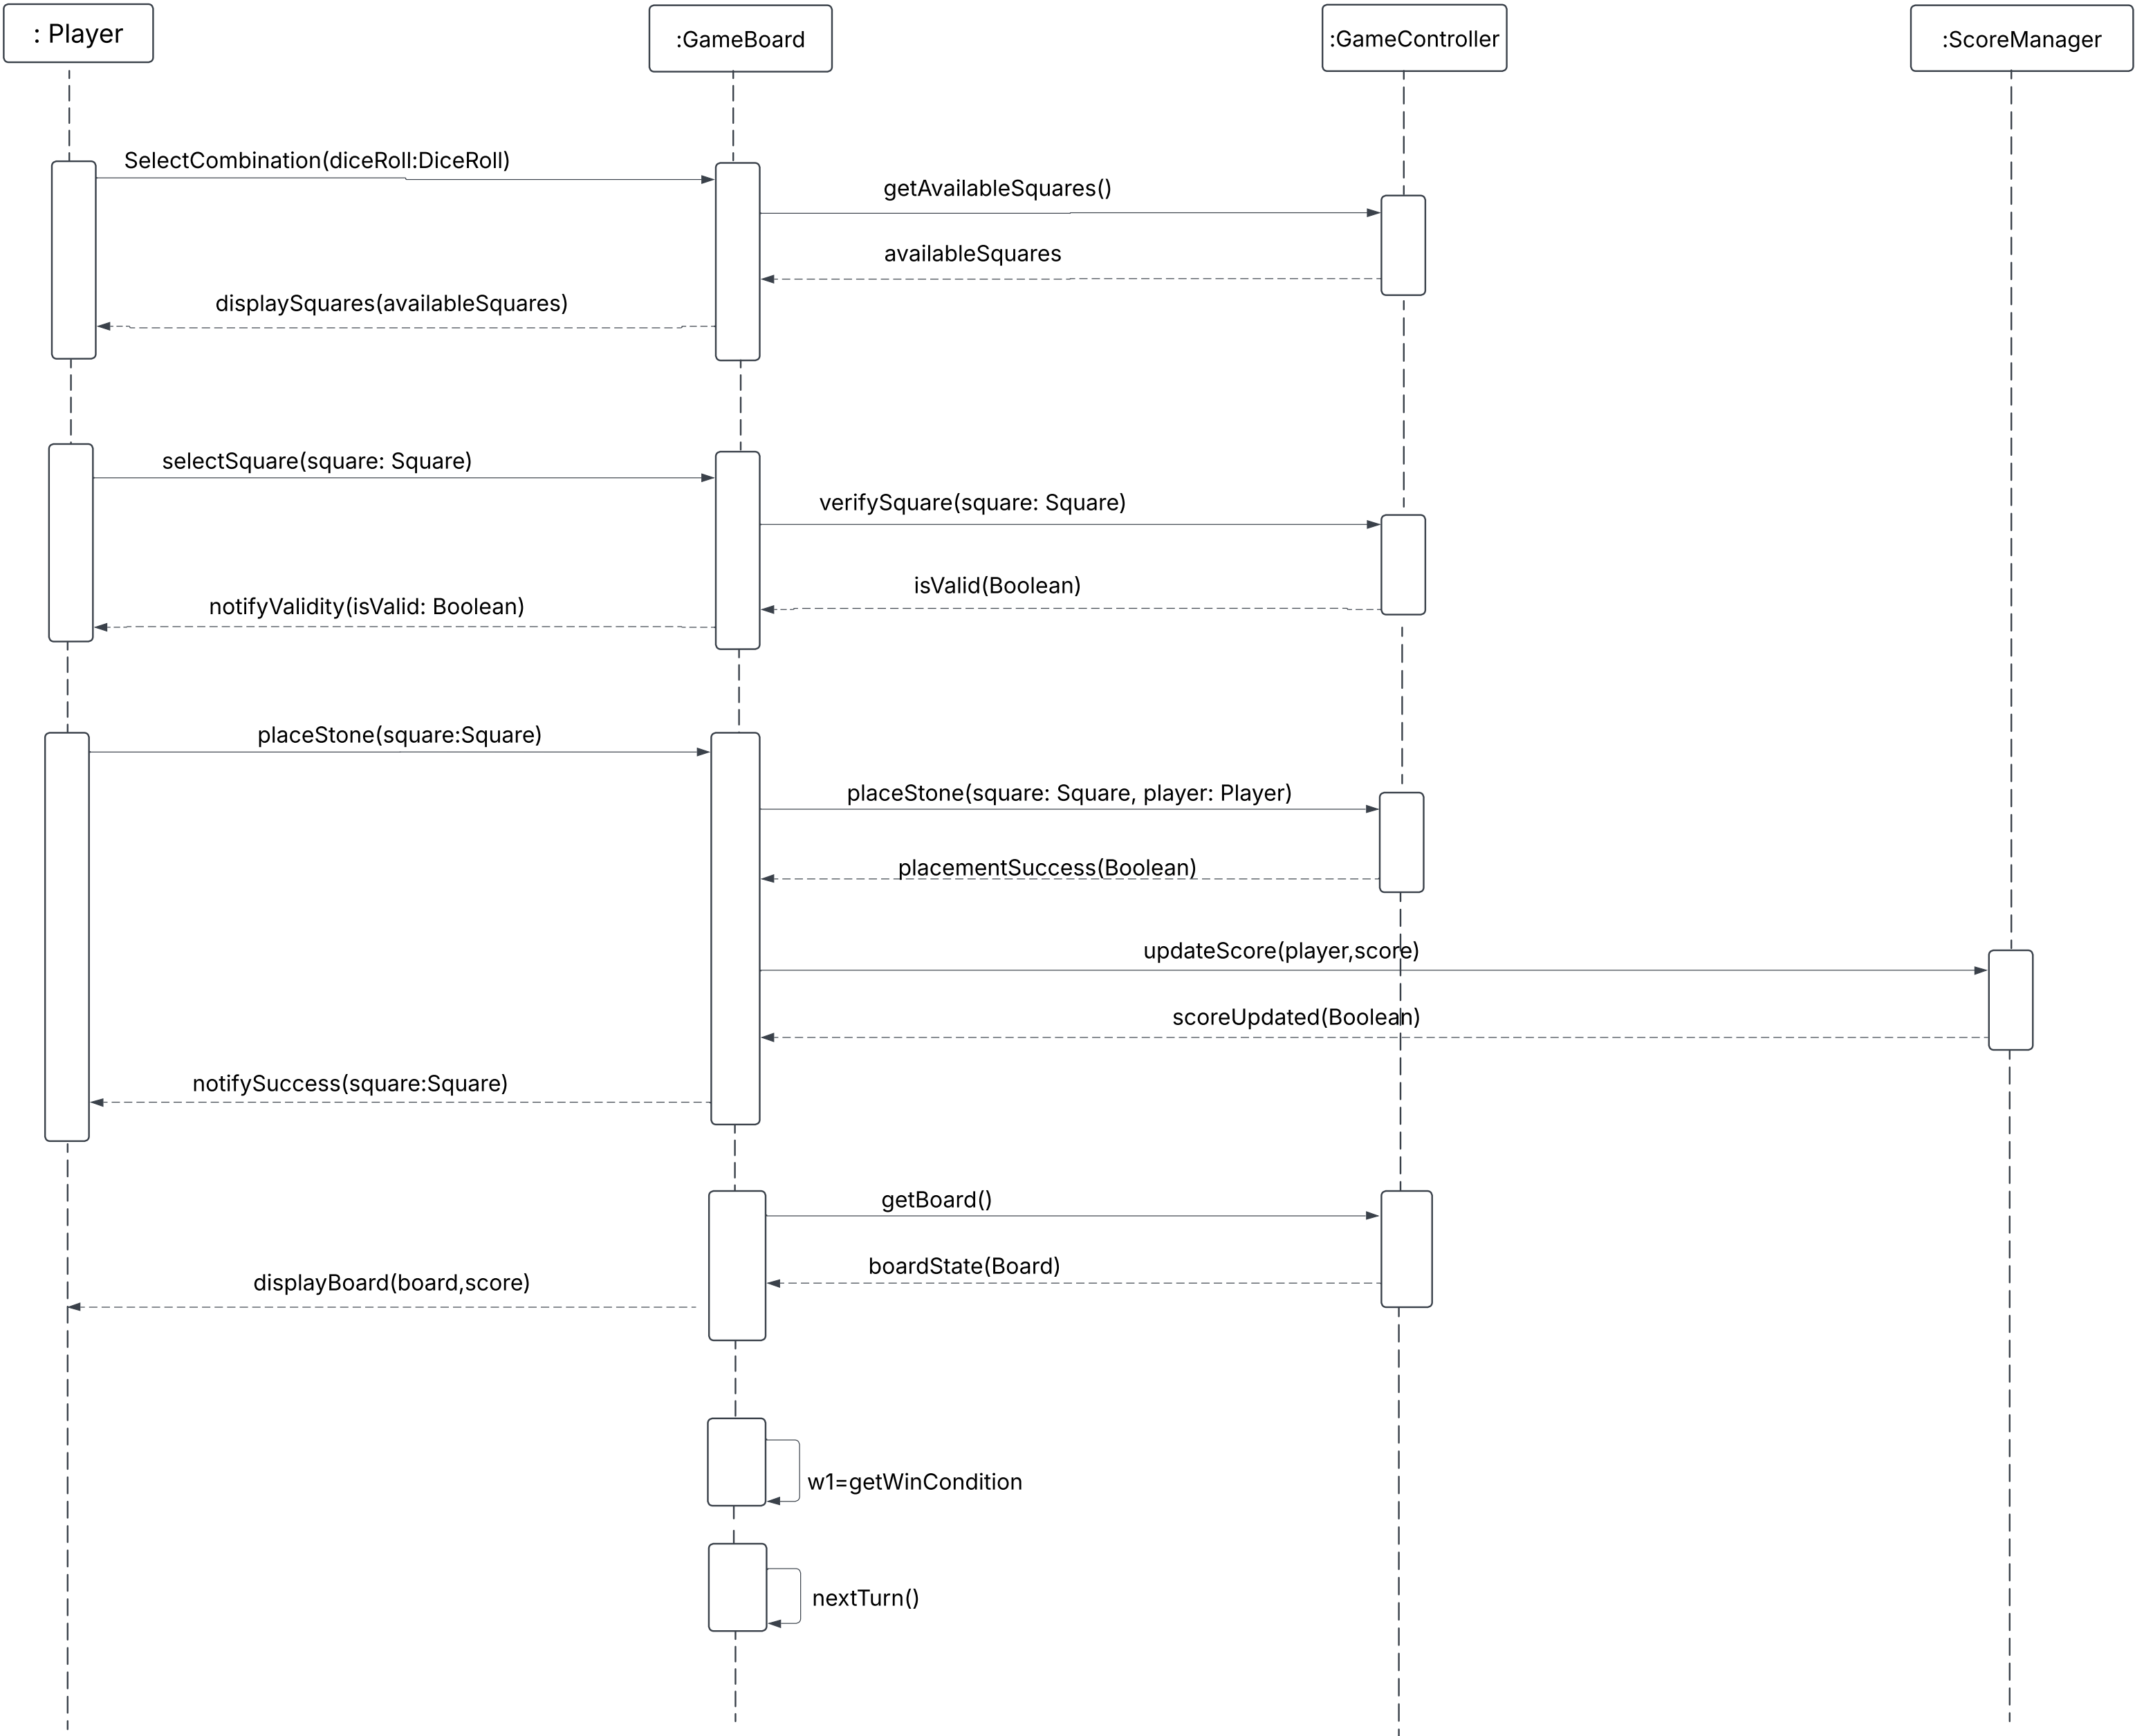 : Player
:GameBoard
:GameController
:ScoreManager
SelectCombination(diceRoll:DiceRoll)
getAvailableSquares()
availableSquares
displaySquares(availableSquares)
selectSquare(square: Square)
verifySquare(square: Square)
isValid(Boolean)
notifyValidity(isValid: Boolean)
placeStone(square:Square)
placeStone(square: Square, player: Player)
placementSuccess(Boolean)
updateScore(player,score)
scoreUpdated(Boolean)
notifySuccess(square:Square)
getBoard()
boardState(Board)
displayBoard(board,score)
w1=getWinCondition
nextTurn()